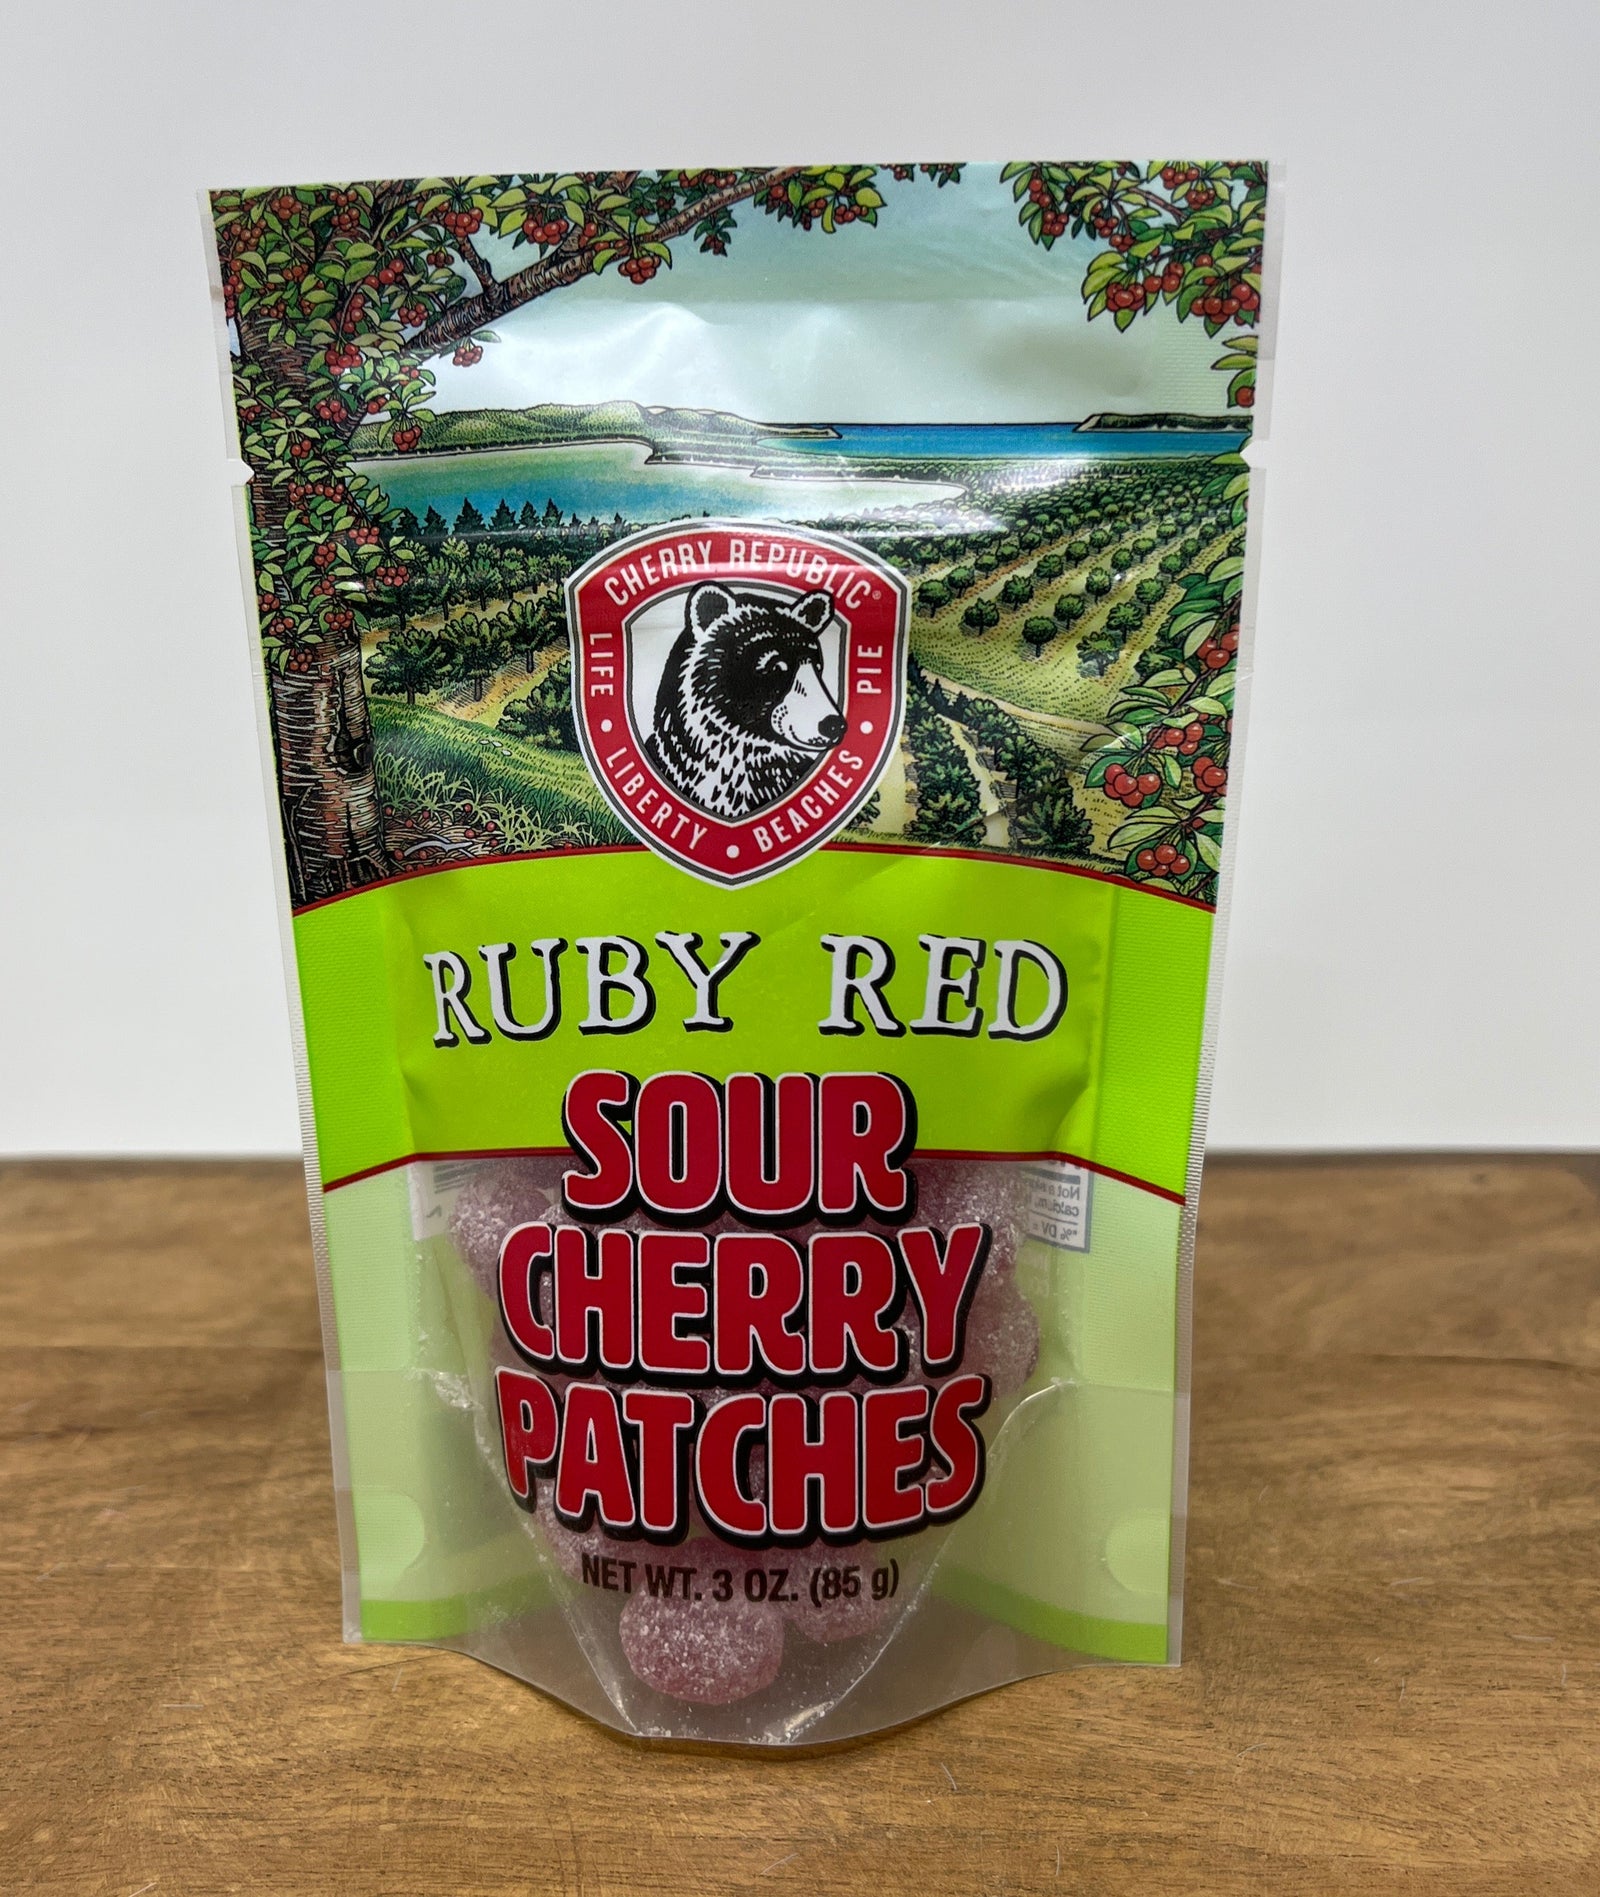 CHERRY REPUBLIC®
LIFE • LIBERTY • BEACHES • PIE
RUBY RED
SOUR
CHERRY
PATCHES
NET WT. 3 OZ. (85 g)